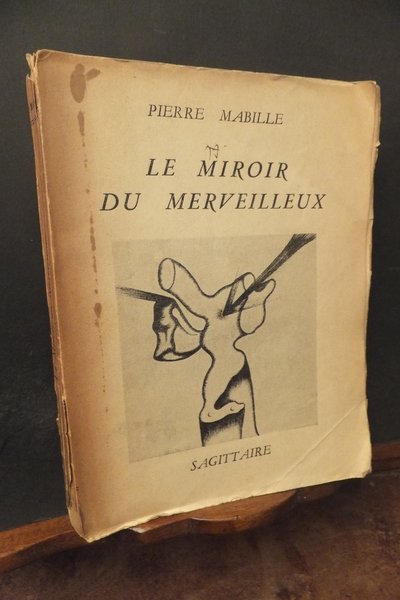 PIERRE MABILLE
LE MIROIR
DU MERVEILLEUX
SAGITTAIRE